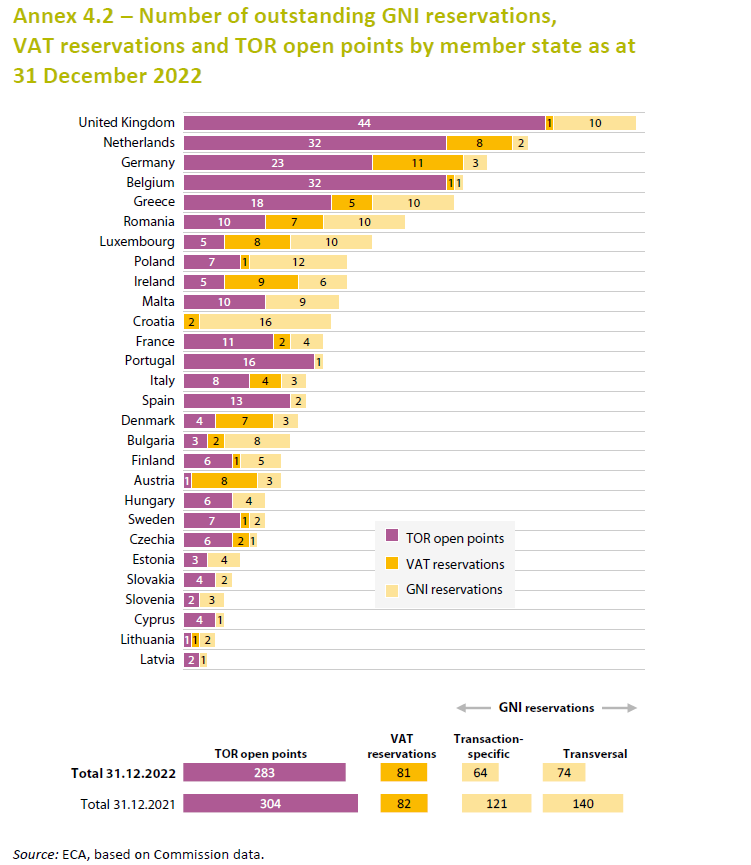 Annex 4.2 – Number of outstanding GNI reservations,
VAT reservations and TOR open points by member state as at
31 December 2022
United Kingdom 44 1 10
Netherlands 32 8 2
Germany 23 11 3
Belgium 32 1 1
Greece 18 5 10
Romania 10 7 10
Luxembourg 5 8 10
Poland 7 1 12
Ireland 5 9 6
Malta 10 9
Croatia 2 16
France 11 2 4
Portugal 16 1
Italy 8 4 3
Spain 13 2
Denmark 4 7 3
Bulgaria 3 2 8
Finland 6 1 5
Austria 1 8 3
Hungary 6 4
Sweden 7 1 2
Czechia 6 2 1
Estonia 3 4
Slovakia 4 2
Slovenia 2 3
Cyprus 4 1
Lithuania 1 1 2
Latvia 2 1
TOR open points
VAT reservations
GNI reservations
GNI reservations
TOR open points
VAT
reservations
Transaction-
specific
Transversal
Total 31.12.2022 283 81 64 74
Total 31.12.2021 304 82 121 140
Source: ECA, based on Commission data.